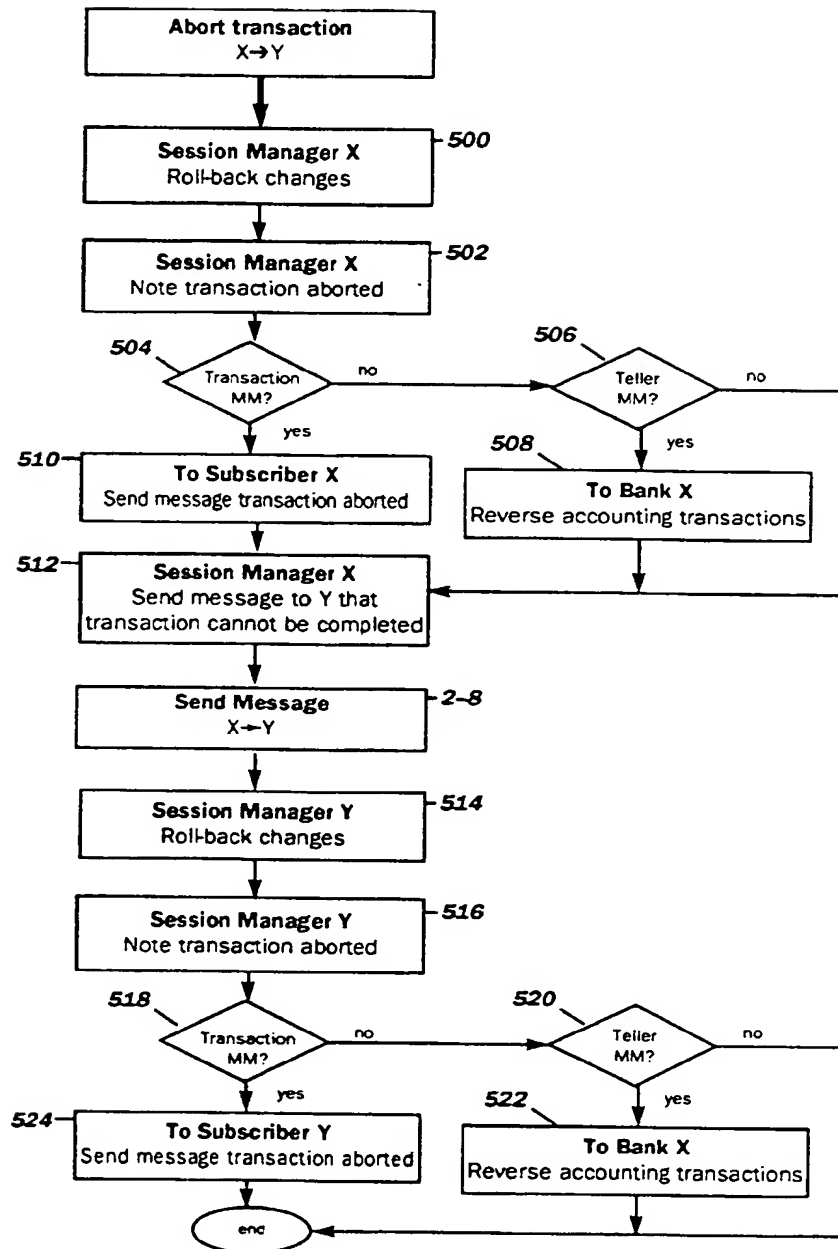 Abort transaction
X→Y
500
Session Manager X
Roll-back changes
502
Session Manager X
Note transaction aborted
504
Transaction
MM?
no
yes
506
Teller
MM?
no
yes
510
To Subscriber X
Send message transaction aborted
508
To Bank X
Reverse accounting transactions
512
Session Manager X
Send message to Y that
transaction cannot be completed
2-8
Send Message
X→Y
514
Session Manager Y
Roll-back changes
516
Session Manager Y
Note transaction aborted
518
Transaction
MM?
no
yes
520
Teller
MM?
no
yes
524
To Subscriber Y
Send message transaction aborted
522
To Bank X
Reverse accounting transactions
end